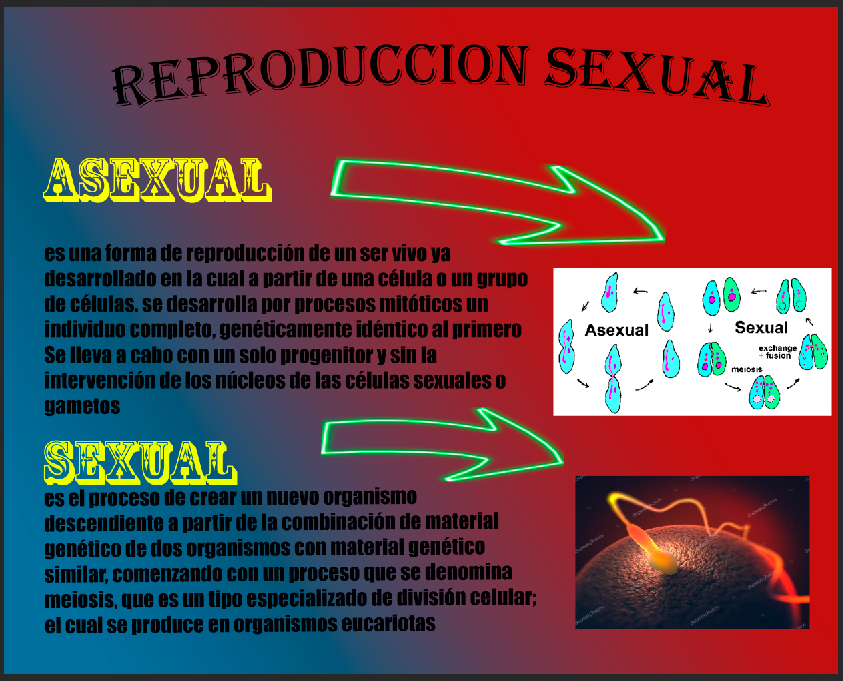 REPRODUCCION SEXUAL
ASEXUAL
es una forma de reproducción de un ser vivo ya
desarrollado en la cual a partir de una célula o un grupo
de células. se desarrolla por procesos mitóticos un
individuo completo, genéticamente idéntico al primero
Se lleva a cabo con un solo progenitor y sin la
intervención de los núcleos de las células sexuales o
gametos
Asexual
Sexual
exchange
+ fusion
meiosis
SEXUAL
es el proceso de crear un nuevo organismo
descendiente a partir de la combinación de material
genético de dos organismos con material genético
similar, comenzando con un proceso que se denomina
meiosis, que es un tipo especializado de división celular;
el cual se produce en organismos eucariotas